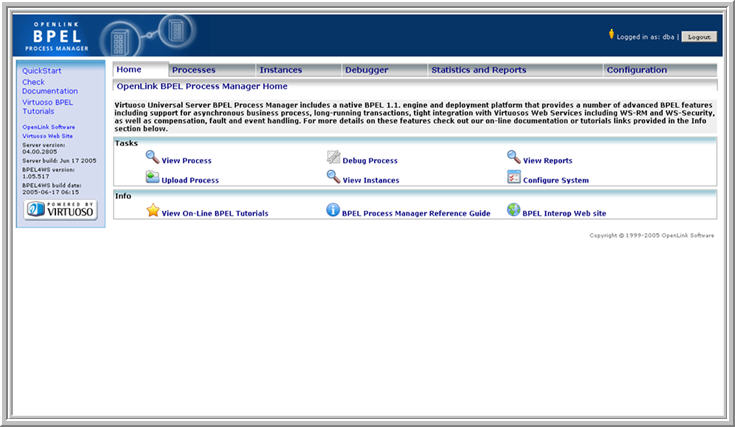 OPENLINK
BPEL
PROCESS MANAGER
Logged in as: dba | Logout
QuickStart
Check
Documentation
Virtuoso BPEL
Tutorials
OpenLink Software
Virtuoso Web Site
Server version:
04.00.2805
Server build: Jun 17 2005
BPEL4WS version:
1.05.517
BPEL4WS build date:
2005-06-17 06:15
POWERED BY
VIRTUOSO
Home Processes Instances Debugger Statistics and Reports Configuration
OpenLink BPEL Process Manager Home
Virtuoso Universal Server BPEL Process Manager includes a native BPEL 1.1. engine and deployment platform that provides a number of advanced BPEL features
including support for asynchronous business process, long-running transactions, tight integration with Virtuosos Web Services including WS-RM and WS-Security,
as well as compensation, fault and event handling. For more details on these features check out our on-line documentation or tutorials links provided in the Info
section below.
Tasks
View Process Debug Process View Reports
Upload Process View Instances Configure System
Info
View On-Line BPEL Tutorials BPEL Process Manager Reference Guide BPEL Interop Web site
Copyright © 1999-2005 OpenLink Software